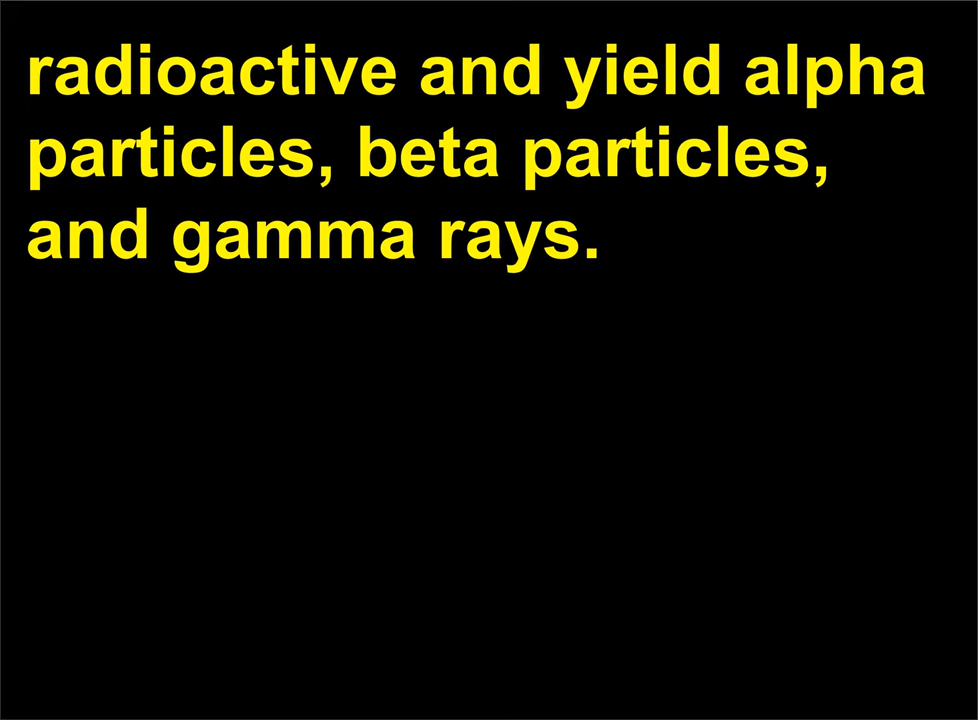 radioactive and yield alpha
particles, beta particles,
and gamma rays.